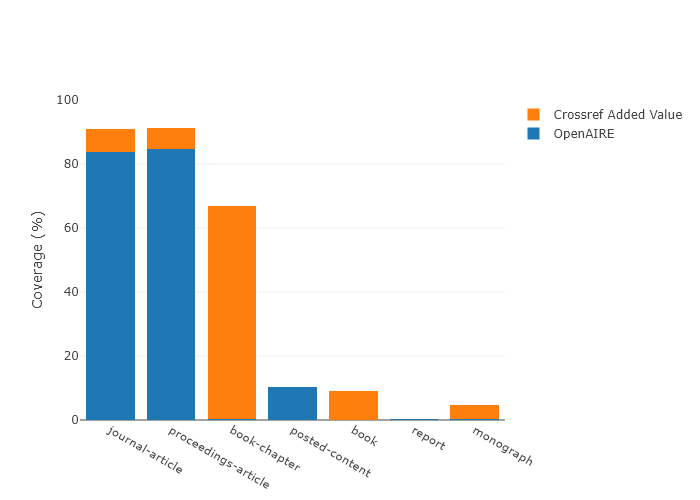 100
80
60
40
20
0
Coverage (%)
journal-article
proceedings-article
book-chapter
posted-content
book
report
monograph
Crossref Added Value
OpenAIRE